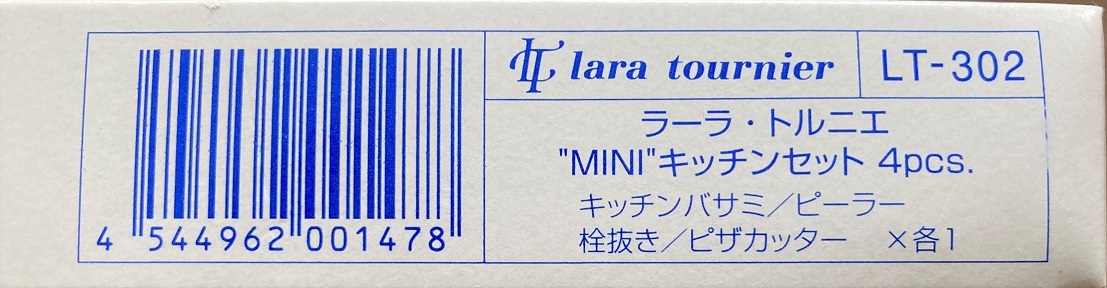 4 544962 001478
LT lara tournier
LT-302
ラーラ・トルニエ
"MINI"キッチンセット 4pcs.
キッチンバサミ／ピーラー
栓抜き／ピザカッター ×各1